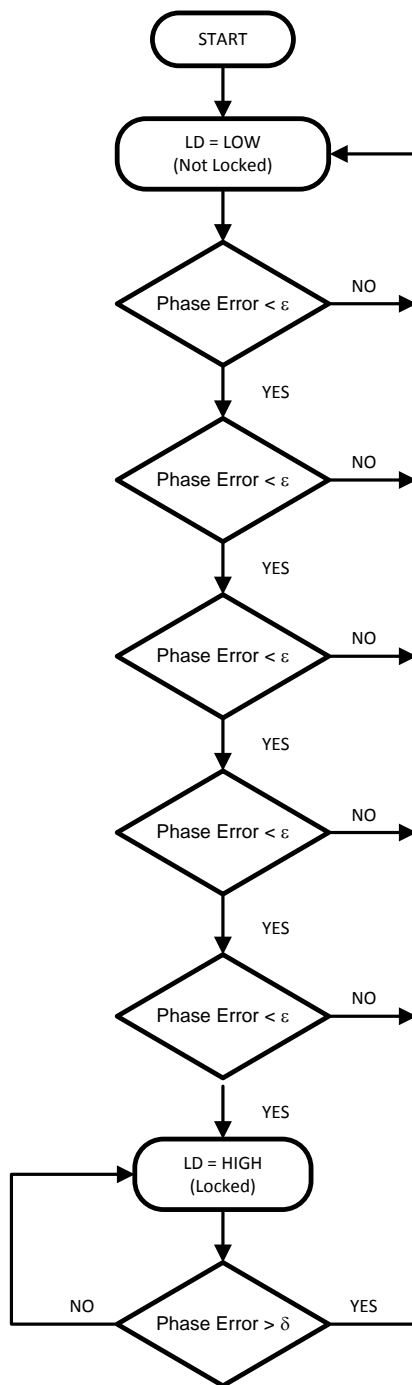 START
LD = LOW
(Not Locked)
Phase Error < ε
NO
YES
Phase Error < ε
NO
YES
Phase Error < ε
NO
YES
Phase Error < ε
NO
YES
Phase Error < ε
NO
YES
LD = HIGH
(Locked)
NO
Phase Error > δ
YES